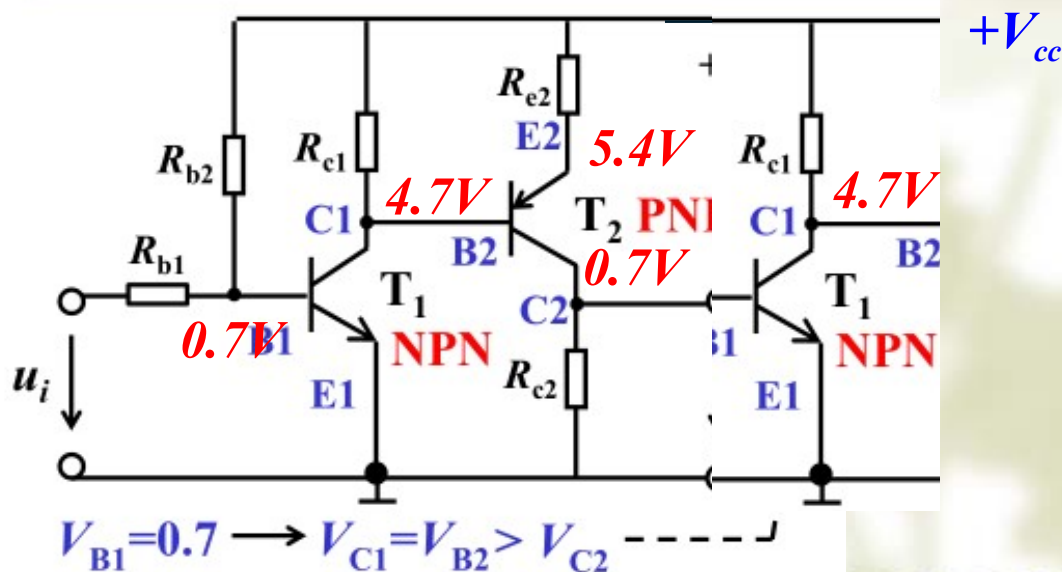 +Vcc
Re2
E2
5.4V
Rb2
Rc1
4.7V
C1
B2
T2
Rb1
0.7V
T1
C2
0.7V
B1
NPN
ui
E1
Rc2
Rc1
4.7V
C1
B2
T1
NPN
E1
VB1=0.7 → VC1=VB2> VC2